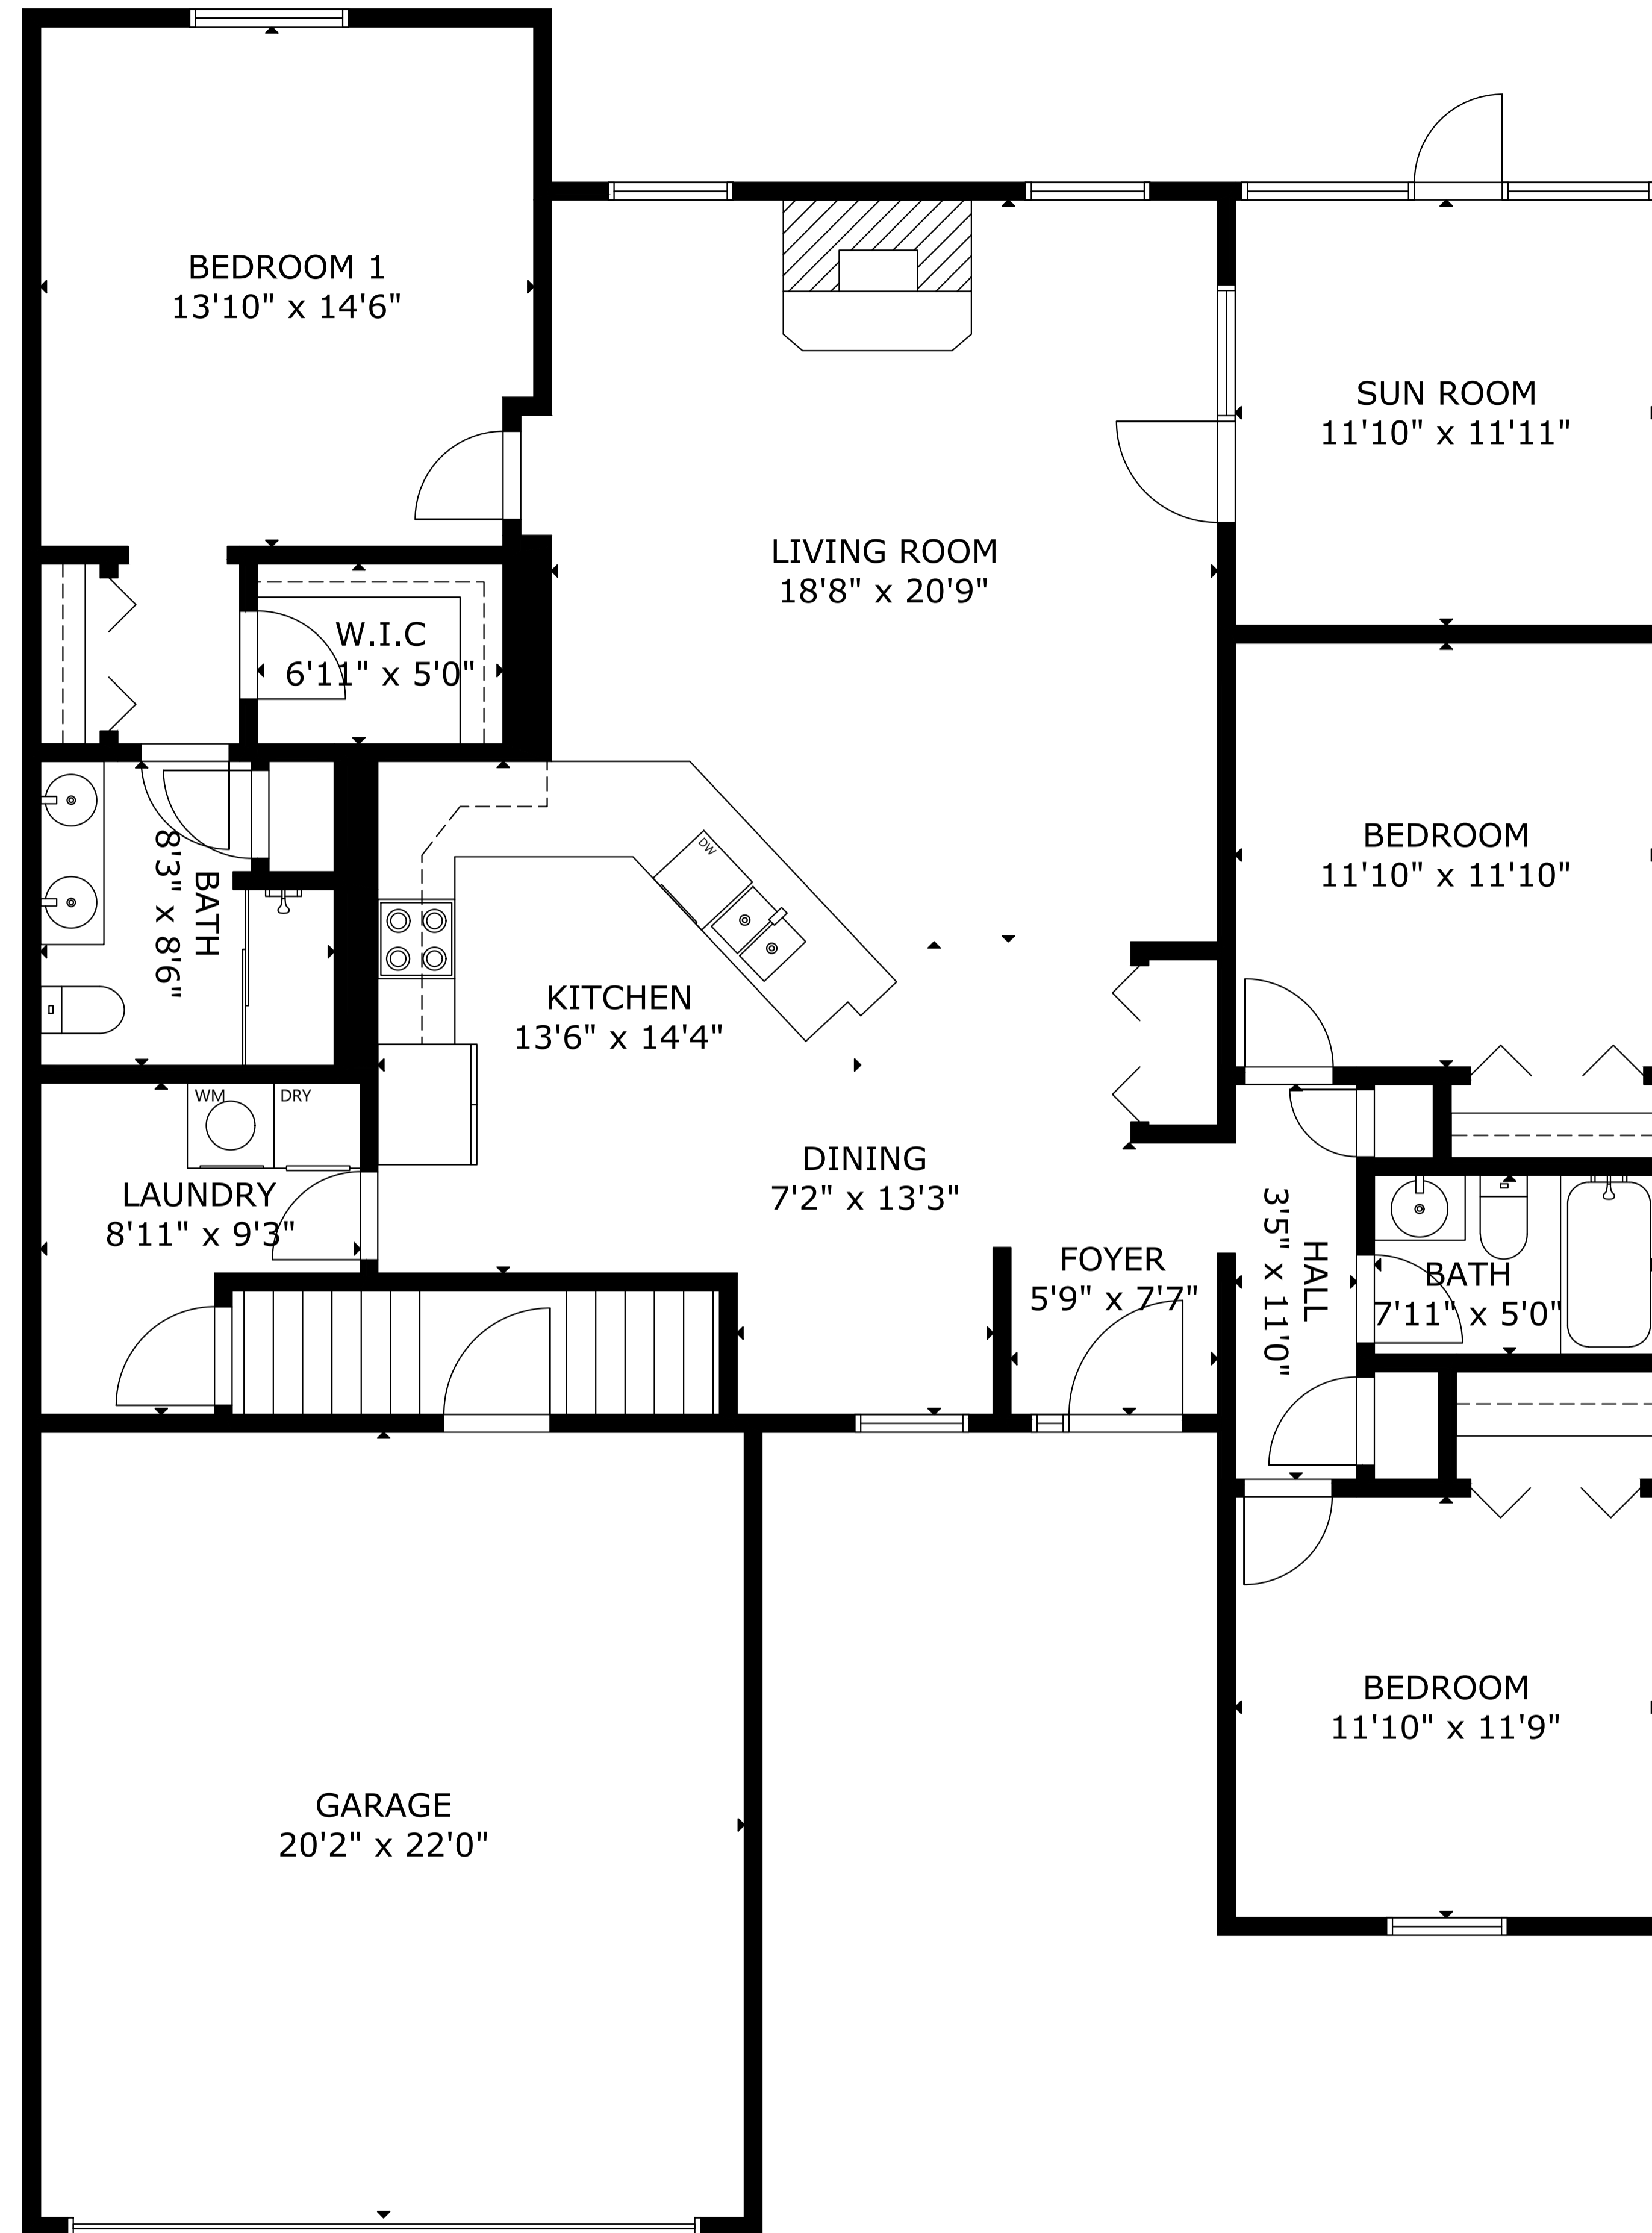 BEDROOM 1
13'10" x 14'6"
SUN ROOM
11'10" x 11'11"
LIVING ROOM
18'8" x 20'9"
W.I.C
6'11" x 5'0"
BEDROOM
11'10" x 11'10"
DW
BATH
8'3" x 8'6"
KITCHEN
13'6" x 14'4"
WM
DRY
LAUNDRY
8'11" x 9'3"
DINING
7'2" x 13'3"
FOYER
5'9" x 7'7"
HALL
3'5" x 11'0"
BATH
7'11" x 5'0"
BEDROOM
11'10" x 11'9"
GARAGE
20'2" x 22'0"